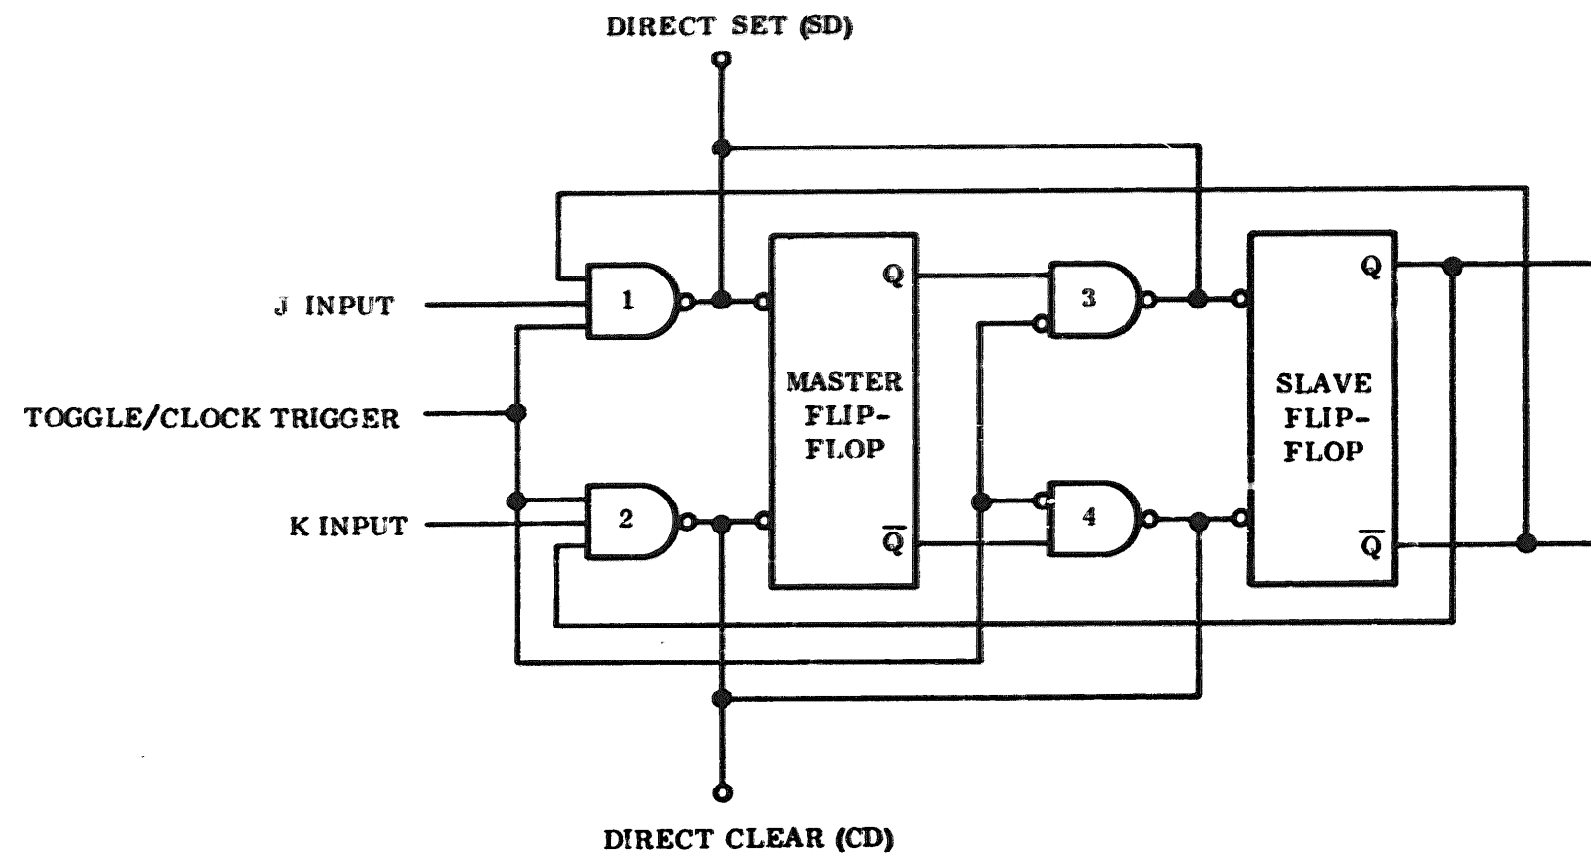 DIRECT SET (SD)
J INPUT
TOGGLE/CLOCK TRIGGER
K INPUT
1
2
Q
MASTER
FLIP-
FLOP
Q̅
3
4
Q
SLAVE
FLIP-
FLOP
Q̅
DIRECT CLEAR (CD)